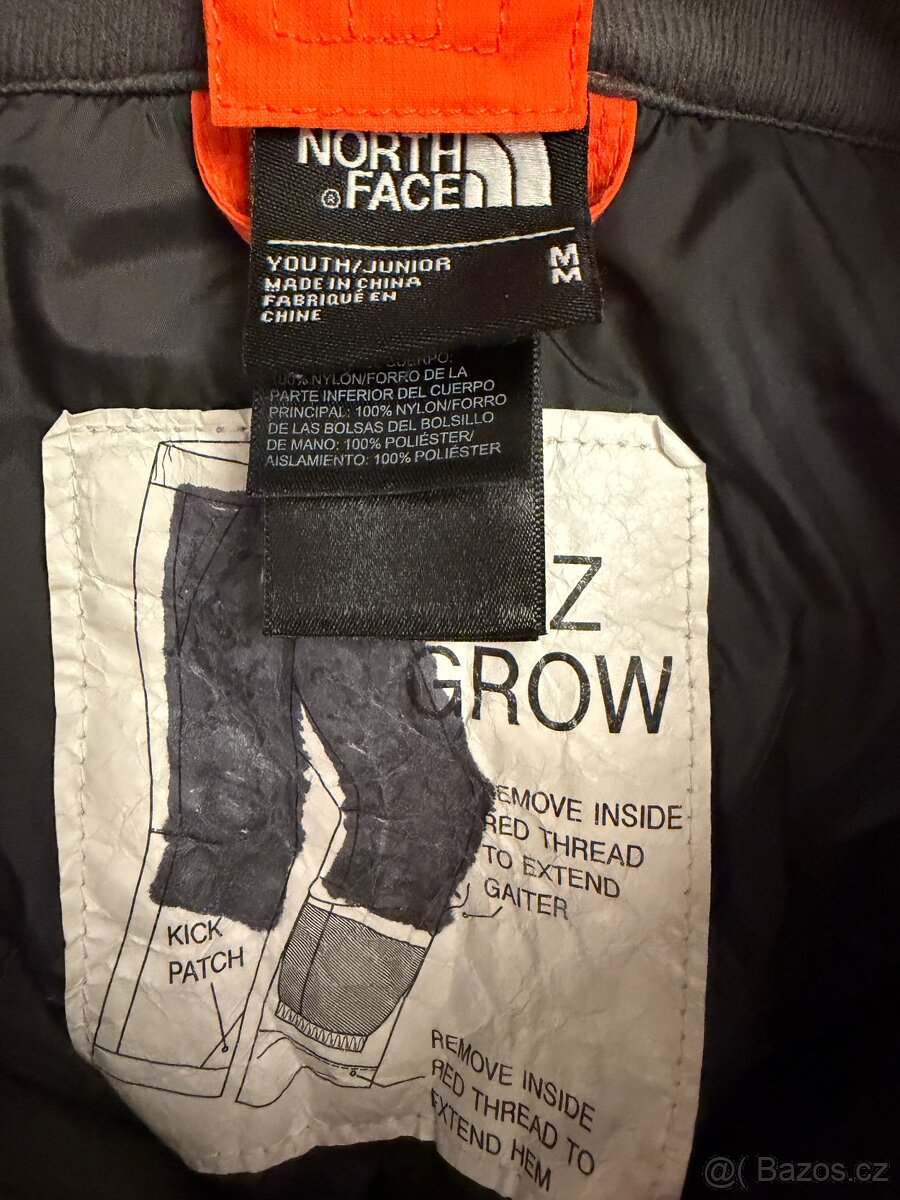 NORTH
® FACE
YOUTH/JUNIOR M
MADE IN CHINA M
FABRIQUÉ EN
CHINE
CUERPO:
100% NYLON/FORRO DE LA
PARTE INFERIOR DEL CUERPO
PRINCIPAL: 100% NYLON/FORRO
DE LAS BOLSAS DEL BOLSILLO
DE MANO: 100% POLIÉSTER/
AISLAMIENTO: 100% POLIÉSTER
Z
GROW
EMOVE INSIDE
RED THREAD
TO EXTEND
GAITER
KICK
PATCH
REMOVE INSIDE
RED THREAD TO
EXTEND HEM
@( Bazos.cz